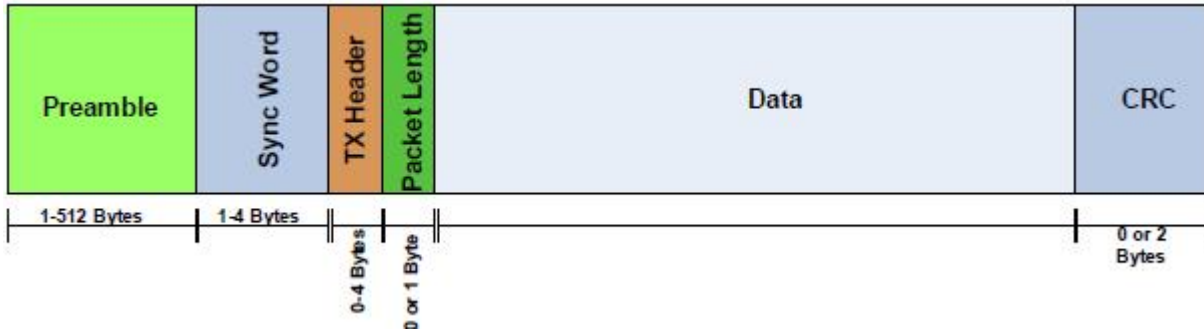 Preamble
Sync Word
TX Header
Packet Length
Data
CRC
1-512 Bytes
1-4 Bytes
0-4 Bytes
0 or 1 Byte
0 or 2
Bytes